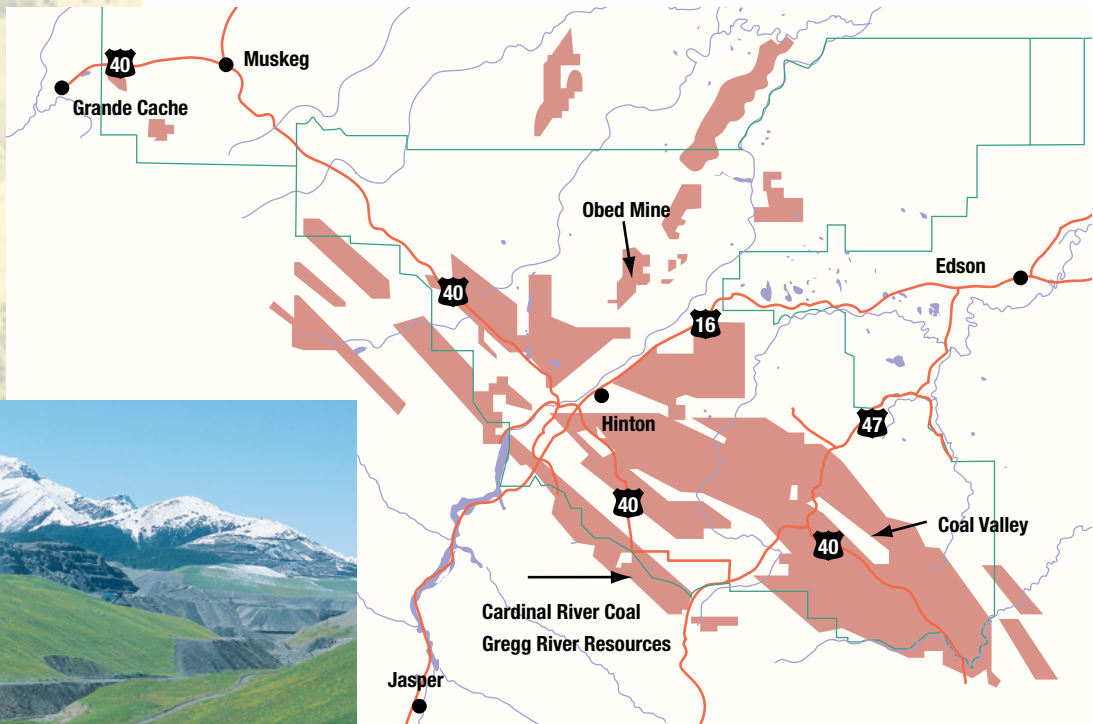 40
Muskeg
Grande Cache
Obed Mine
Edson
40
16
Hinton
47
40
Coal Valley
40
Cardinal River Coal
Gregg River Resources
Jasper